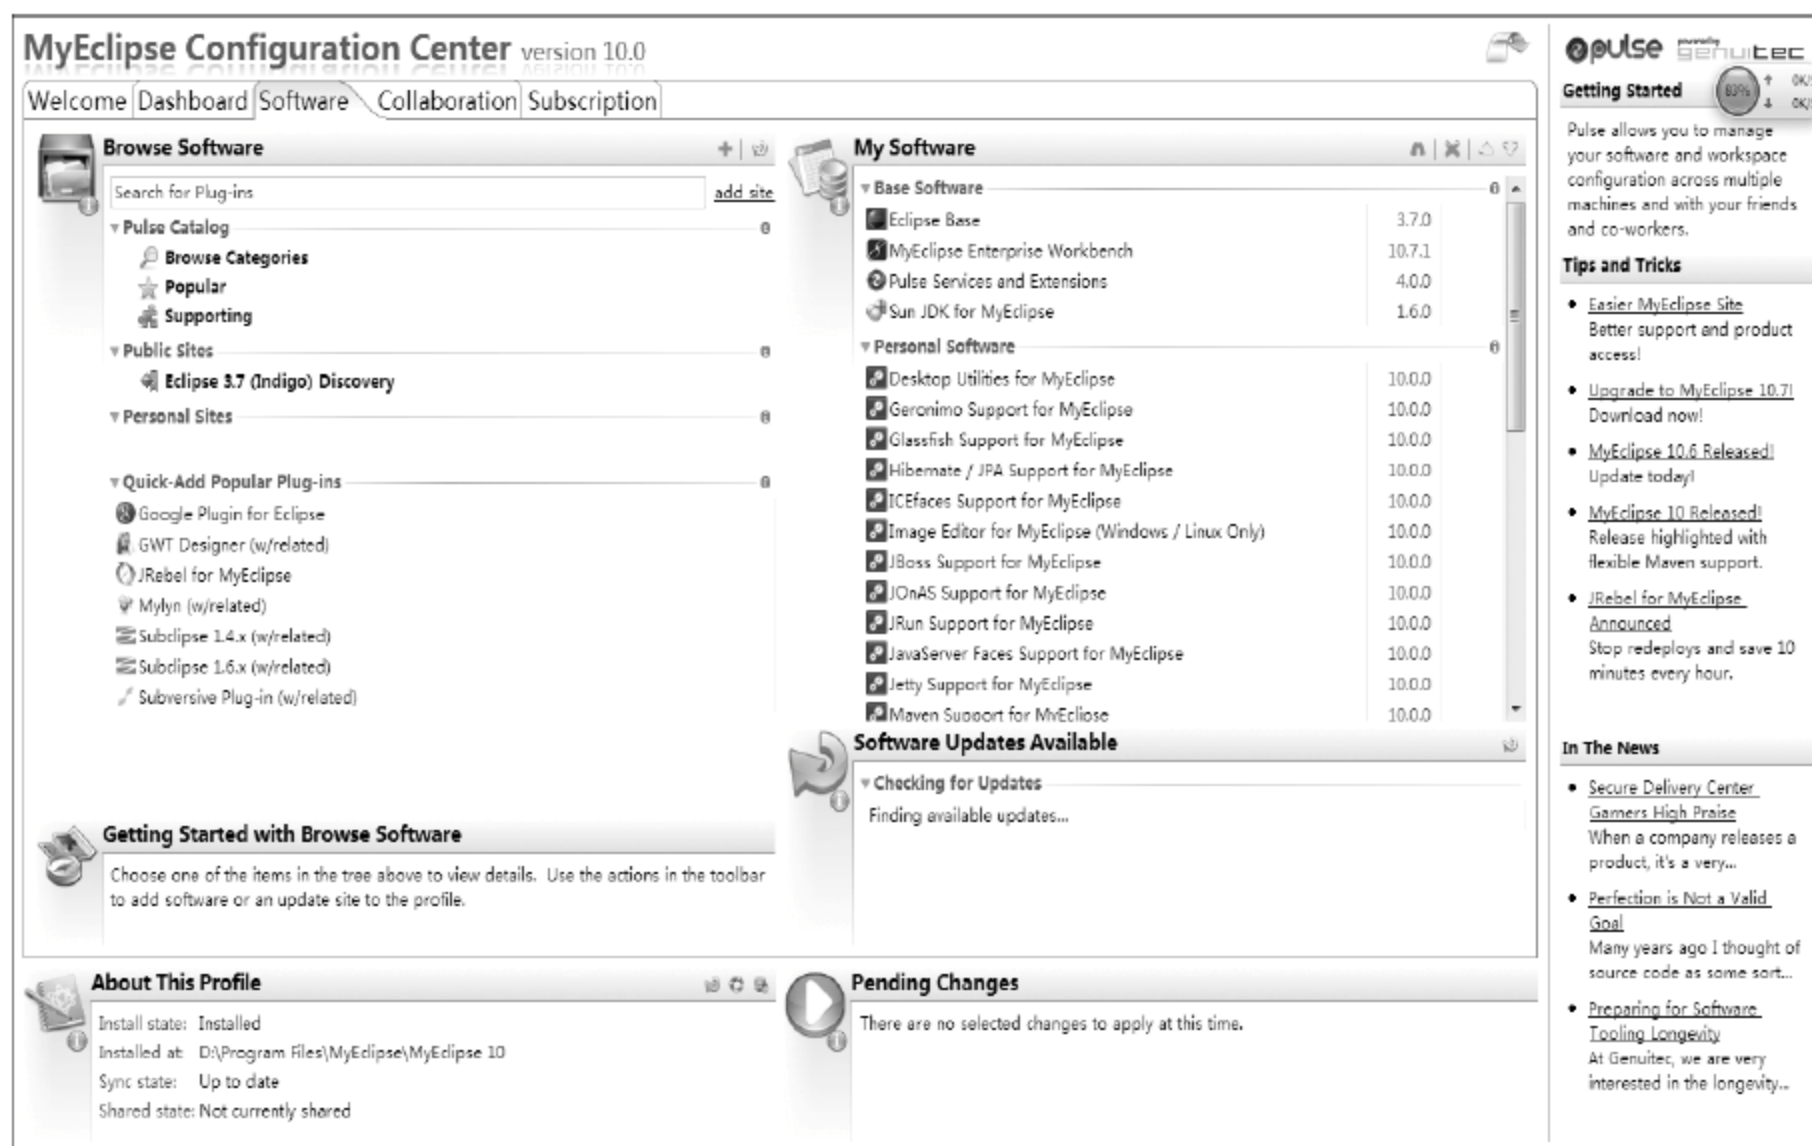 MyEclipse Configuration Center version 10.0
Welcome Dashboard Software Collaboration Subscription
Browse Software
Search for Plug-ins add site
Pulse Catalog
Browse Categories
Popular
Supporting
Public Sites
Eclipse 3.7 (Indigo) Discovery
Personal Sites
Quick-Add Popular Plug-ins
Google Plugin for Eclipse
GWT Designer (w/related)
JRebel for MyEclipse
Mylyn (w/related)
Subclipse 1.4.x (w/related)
Subclipse 1.6.x (w/related)
Subversive Plug-in (w/related)
Getting Started with Browse Software
Choose one of the items in the tree above to view details. Use the actions in the toolbar
to add software or an update site to the profile.
My Software
Base Software
Eclipse Base 3.7.0
MyEclipse Enterprise Workbench 10.7.1
Pulse Services and Extensions 4.0.0
Sun JDK for MyEclipse 1.6.0
Personal Software
Desktop Utilities for MyEclipse 10.0.0
Geronimo Support for MyEclipse 10.0.0
Glassfish Support for MyEclipse 10.0.0
Hibernate / JPA Support for MyEclipse 10.0.0
ICEfaces Support for MyEclipse 10.0.0
Image Editor for MyEclipse (Windows / Linux Only) 10.0.0
JBoss Support for MyEclipse 10.0.0
JOnAS Support for MyEclipse 10.0.0
JRun Support for MyEclipse 10.0.0
JavaServer Faces Support for MyEclipse 10.0.0
Jetty Support for MyEclipse 10.0.0
Maven Support for MyEclipse 10.0.0
Software Updates Available
Checking for Updates
Finding available updates...
About This Profile
Install state: Installed
Installed at: D:\Program Files\MyEclipse\MyEclipse 10
Sync state: Up to date
Shared state: Not currently shared
Pending Changes
There are no selected changes to apply at this time.
pulse genuitec
Getting Started 83%
Pulse allows you to manage
your software and workspace
configuration across multiple
machines and with your friends
and co-workers.
Tips and Tricks
Easier MyEclipse Site
Better support and product
access!
Upgrade to MyEclipse 10.7!
Download now!
MyEclipse 10.6 Released!
Update today!
MyEclipse 10 Released!
Release highlighted with
flexible Maven support.
JRebel for MyEclipse
Announced
Stop redeploys and save 10
minutes every hour.
In The News
Secure Delivery Center
Garners High Praise
When a company releases a
product, it's a very...
Perfection is Not a Valid
Goal
Many years ago I thought of
source code as some sort...
Preparing for Software
Tooling Longevity
At Genuitec, we are very
interested in the longevity...